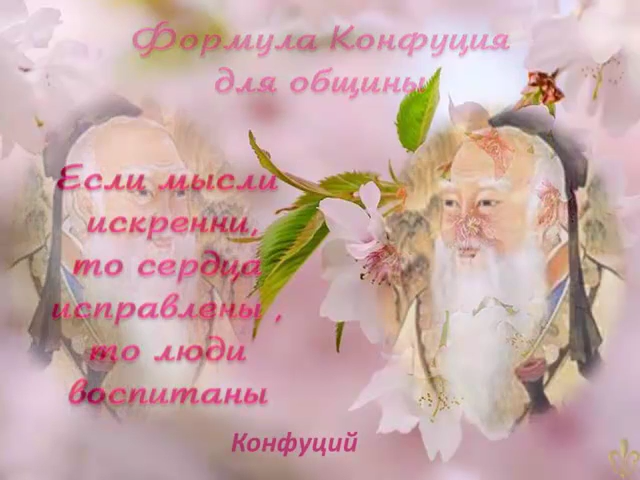 Формула Конфуция
для общины
Если мысли
искренни,
то сердца
исправлены ,
то люди
воспитаны
Конфуций